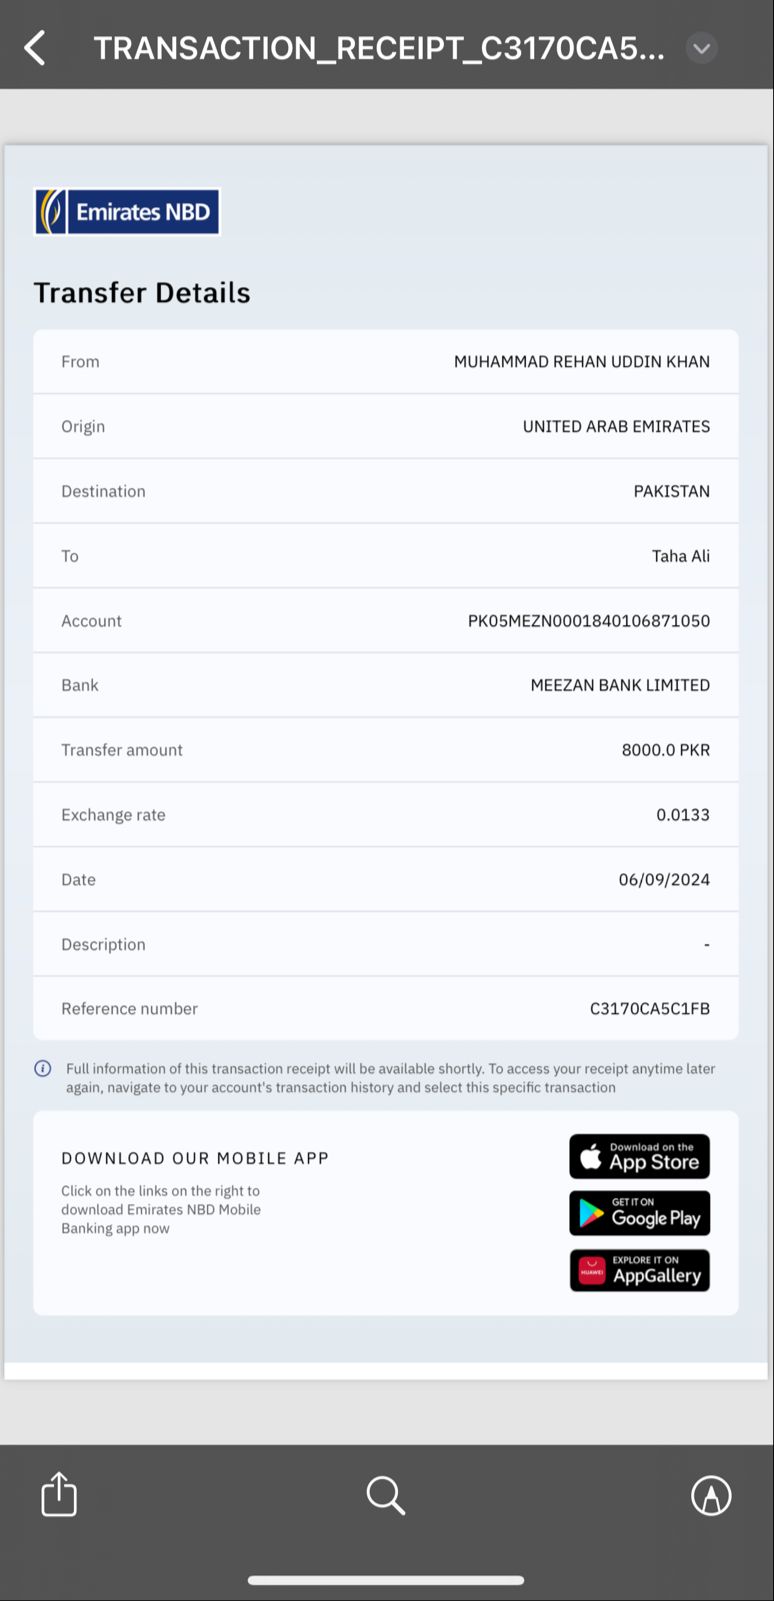 TRANSACTION_RECEIPT_C3170CA5...
Emirates NBD
Transfer Details
From MUHAMMAD REHAN UDDIN KHAN
Origin UNITED ARAB EMIRATES
Destination PAKISTAN
To Taha Ali
Account PK05MEZN0001840106871050
Bank MEEZAN BANK LIMITED
Transfer amount 8000.0 PKR
Exchange rate 0.0133
Date 06/09/2024
Description -
Reference number C3170CA5C1FB
Full information of this transaction receipt will be available shortly. To access your receipt anytime later
again, navigate to your account's transaction history and select this specific transaction
DOWNLOAD OUR MOBILE APP
Click on the links on the right to
download Emirates NBD Mobile
Banking app now
Download on the
App Store
GET IT ON
Google Play
HUAWEI
EXPLORE IT ON
AppGallery